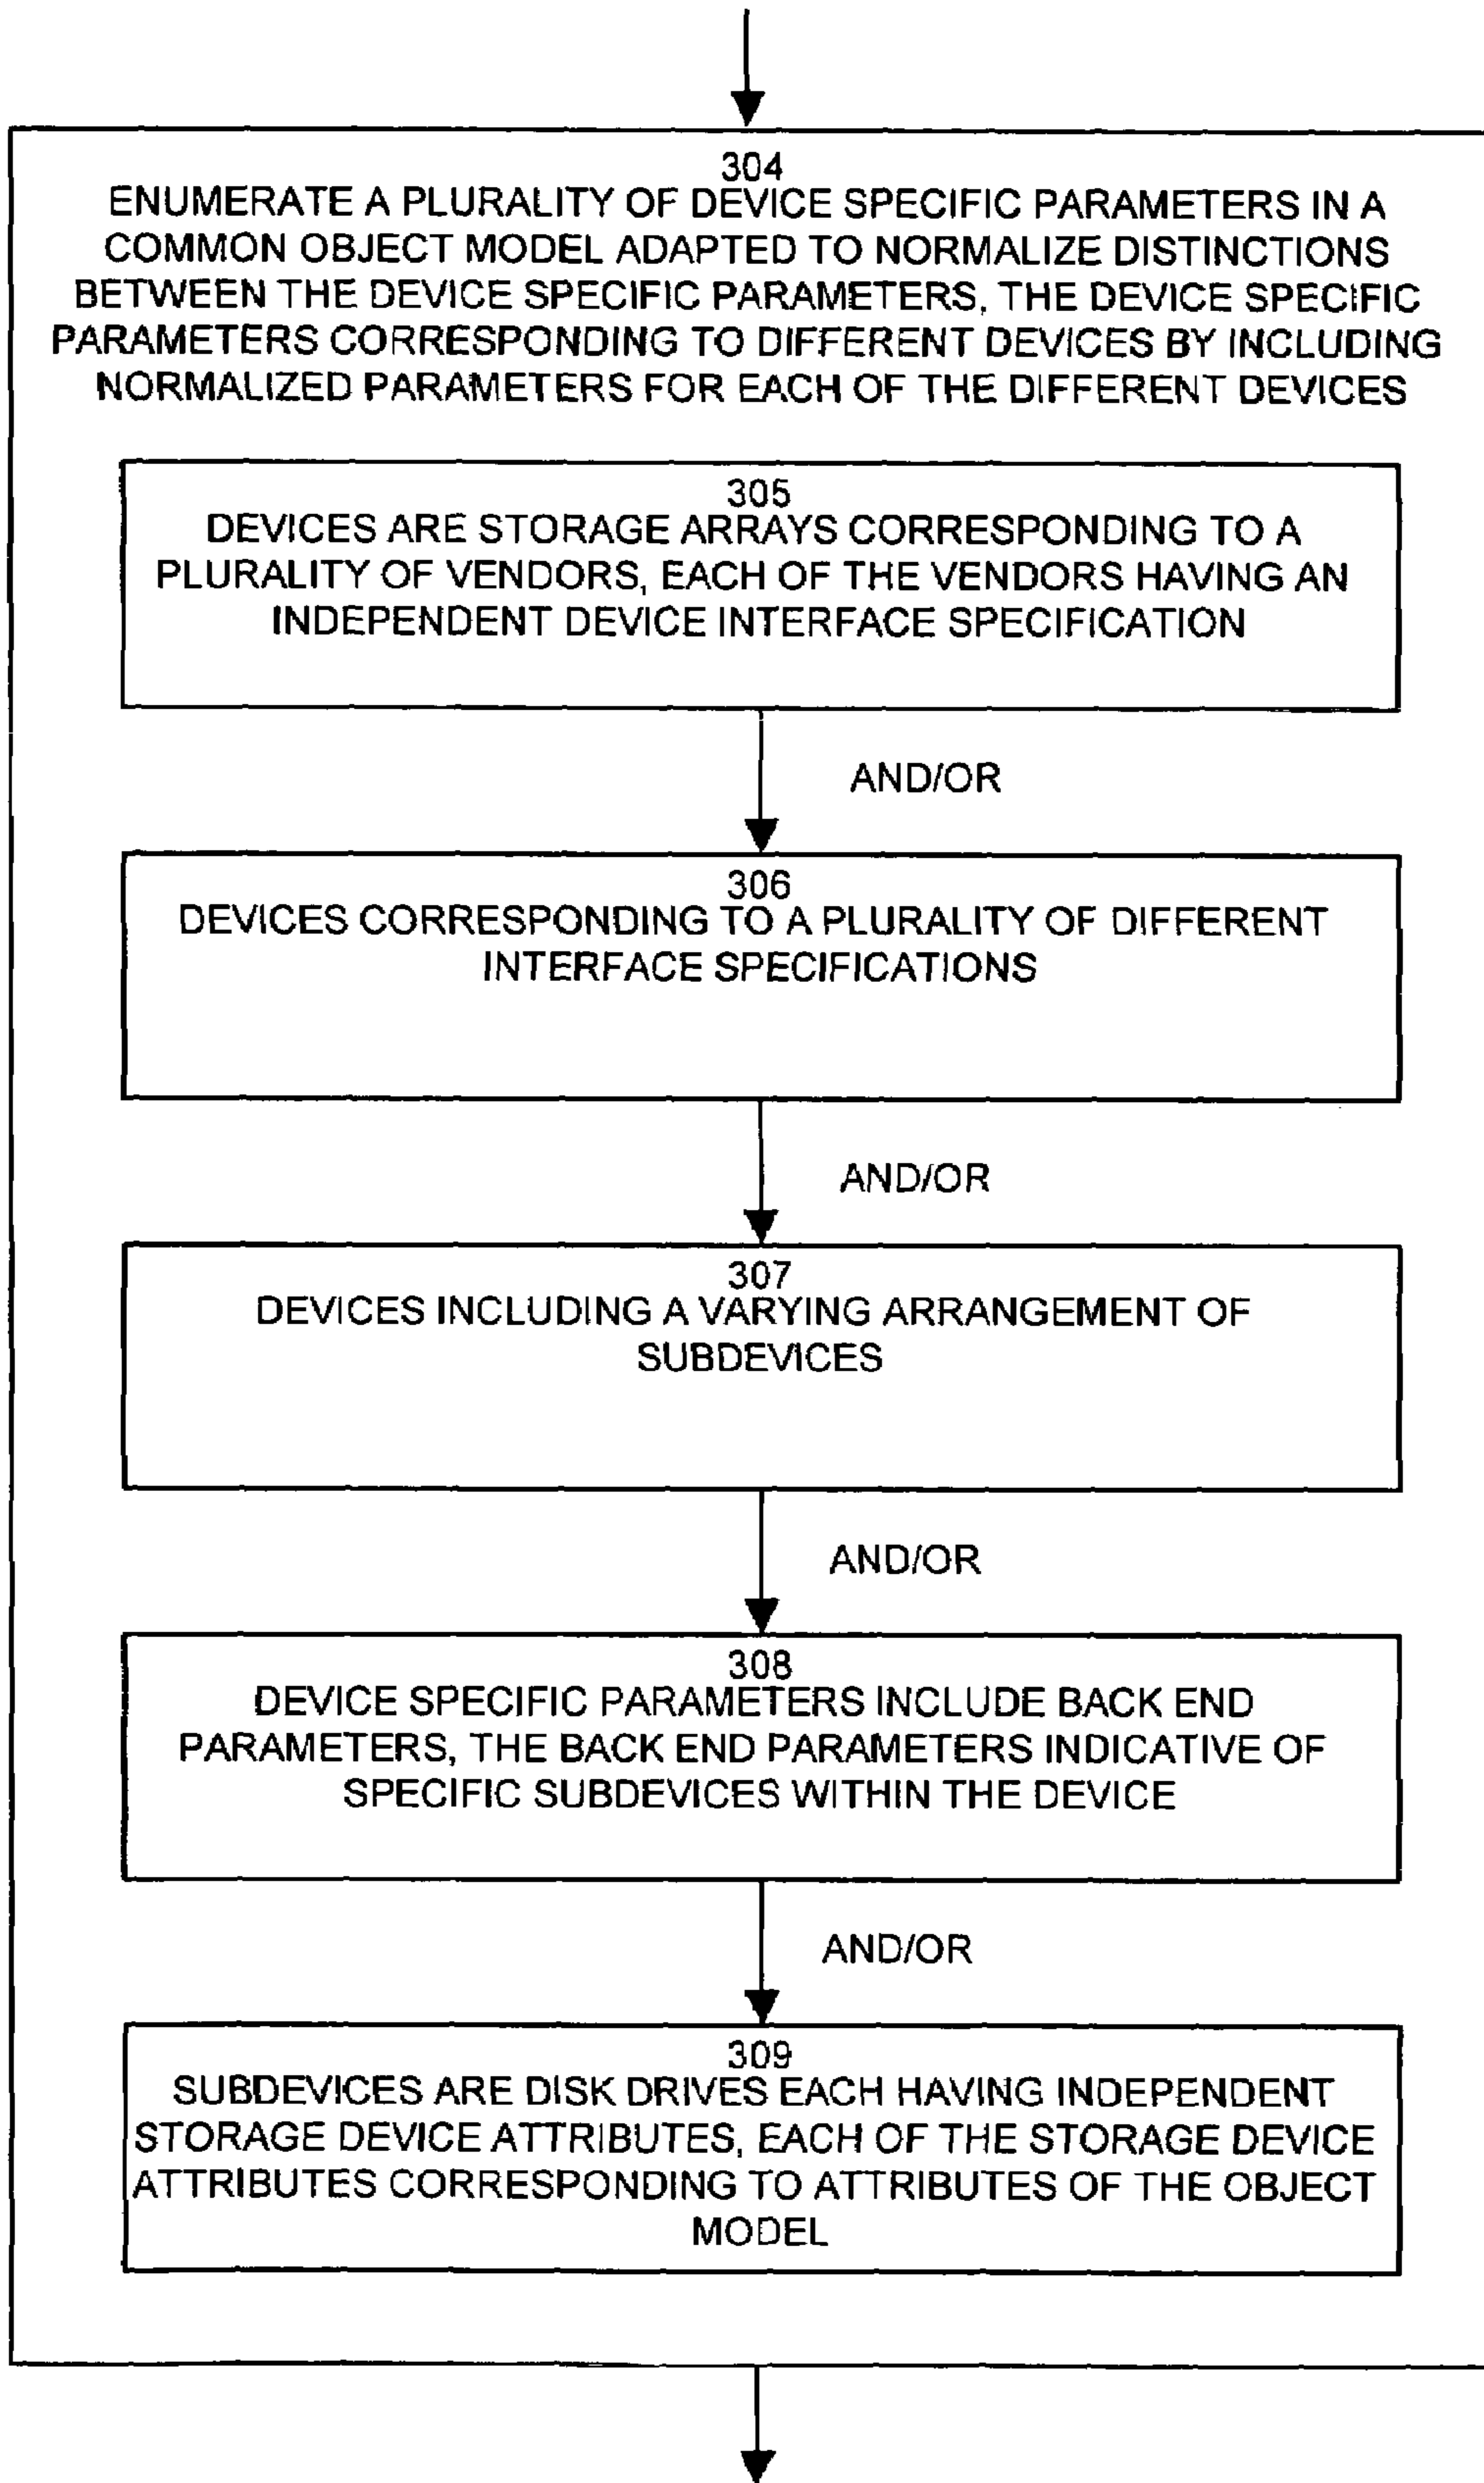 304
ENUMERATE A PLURALITY OF DEVICE SPECIFIC PARAMETERS IN A
COMMON OBJECT MODEL ADAPTED TO NORMALIZE DISTINCTIONS
BETWEEN THE DEVICE SPECIFIC PARAMETERS, THE DEVICE SPECIFIC
PARAMETERS CORRESPONDING TO DIFFERENT DEVICES BY INCLUDING
NORMALIZED PARAMETERS FOR EACH OF THE DIFFERENT DEVICES
305
DEVICES ARE STORAGE ARRAYS CORRESPONDING TO A
PLURALITY OF VENDORS, EACH OF THE VENDORS HAVING AN
INDEPENDENT DEVICE INTERFACE SPECIFICATION
AND/OR
306
DEVICES CORRESPONDING TO A PLURALITY OF DIFFERENT
INTERFACE SPECIFICATIONS
AND/OR
307
DEVICES INCLUDING A VARYING ARRANGEMENT OF
SUBDEVICES
AND/OR
308
DEVICE SPECIFIC PARAMETERS INCLUDE BACK END
PARAMETERS, THE BACK END PARAMETERS INDICATIVE OF
SPECIFIC SUBDEVICES WITHIN THE DEVICE
AND/OR
309
SUBDEVICES ARE DISK DRIVES EACH HAVING INDEPENDENT
STORAGE DEVICE ATTRIBUTES, EACH OF THE STORAGE DEVICE
ATTRIBUTES CORRESPONDING TO ATTRIBUTES OF THE OBJECT
MODEL